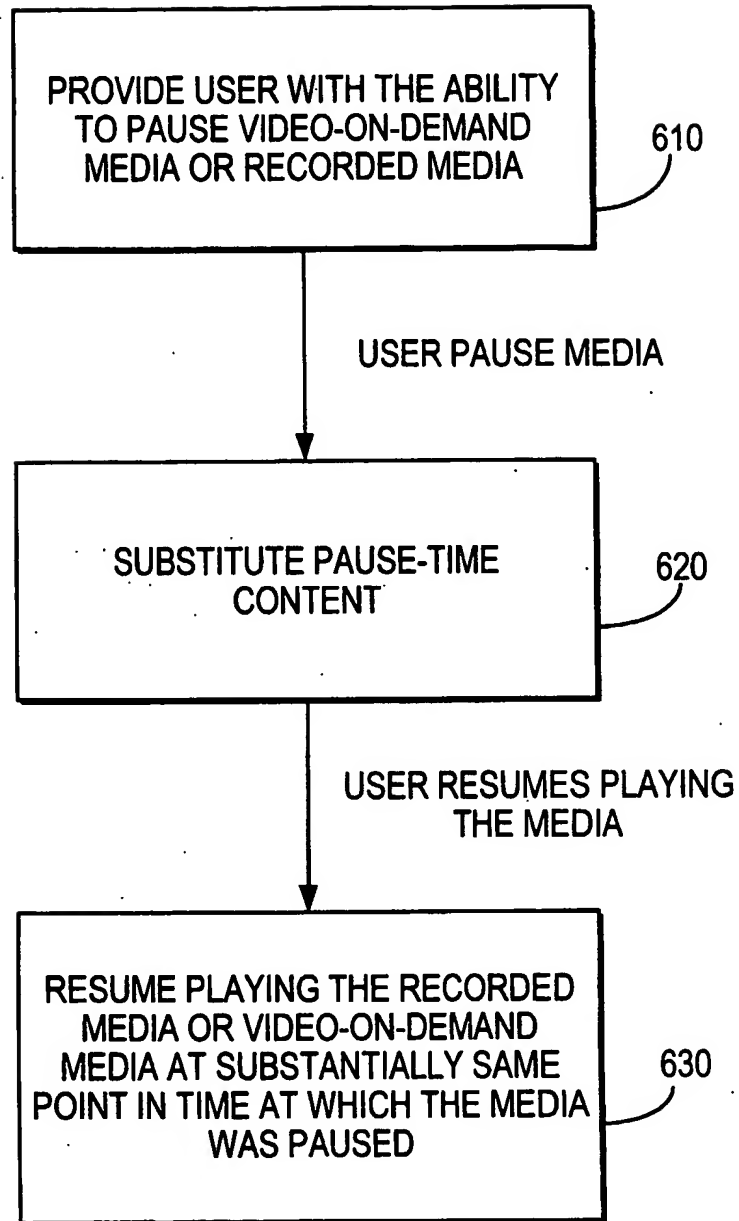 PROVIDE USER WITH THE ABILITY
TO PAUSE VIDEO-ON-DEMAND
MEDIA OR RECORDED MEDIA
610
USER PAUSE MEDIA
SUBSTITUTE PAUSE-TIME
CONTENT
620
USER RESUMES PLAYING
THE MEDIA
RESUME PLAYING THE RECORDED
MEDIA OR VIDEO-ON-DEMAND
MEDIA AT SUBSTANTIALLY SAME
POINT IN TIME AT WHICH THE MEDIA
WAS PAUSED
630